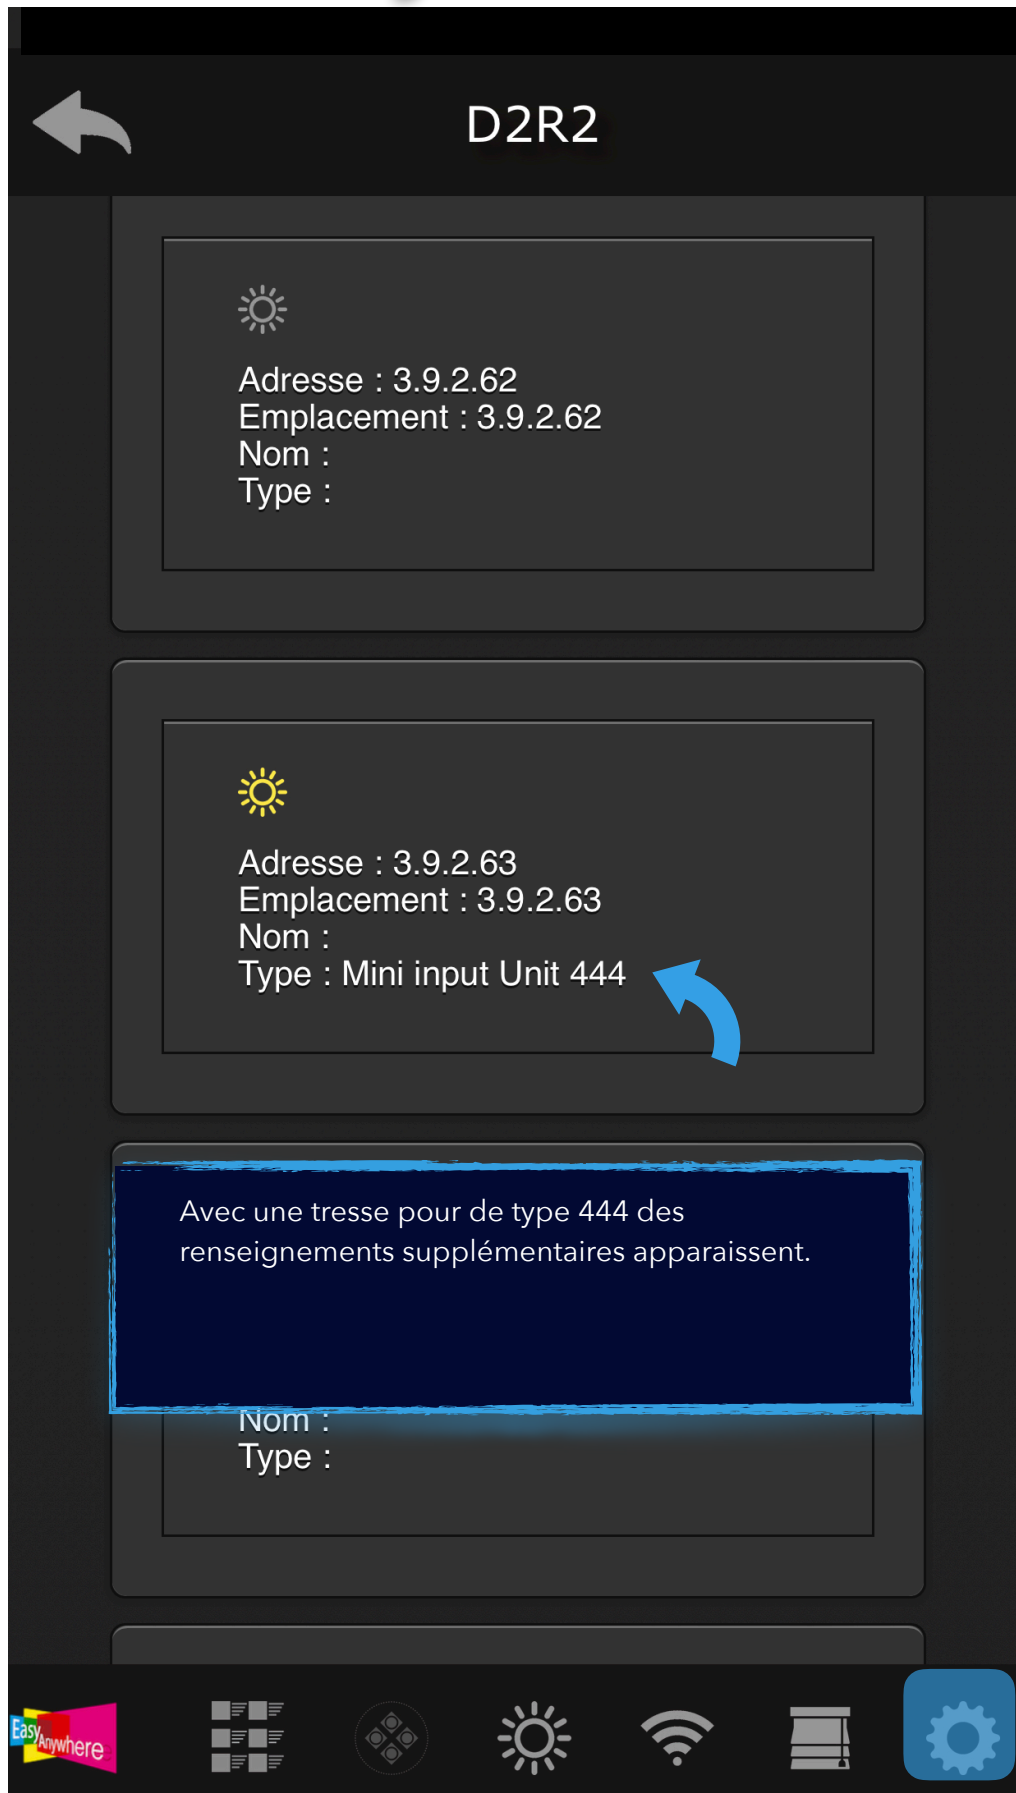 D2R2
Adresse : 3.9.2.62
Emplacement : 3.9.2.62
Nom :
Type :
Adresse : 3.9.2.63
Emplacement : 3.9.2.63
Nom :
Type : Mini input Unit 444
Avec une tresse pour de type 444 des
renseignements supplémentaires apparaissent.
Nom :
Type :
Easy Anywhere